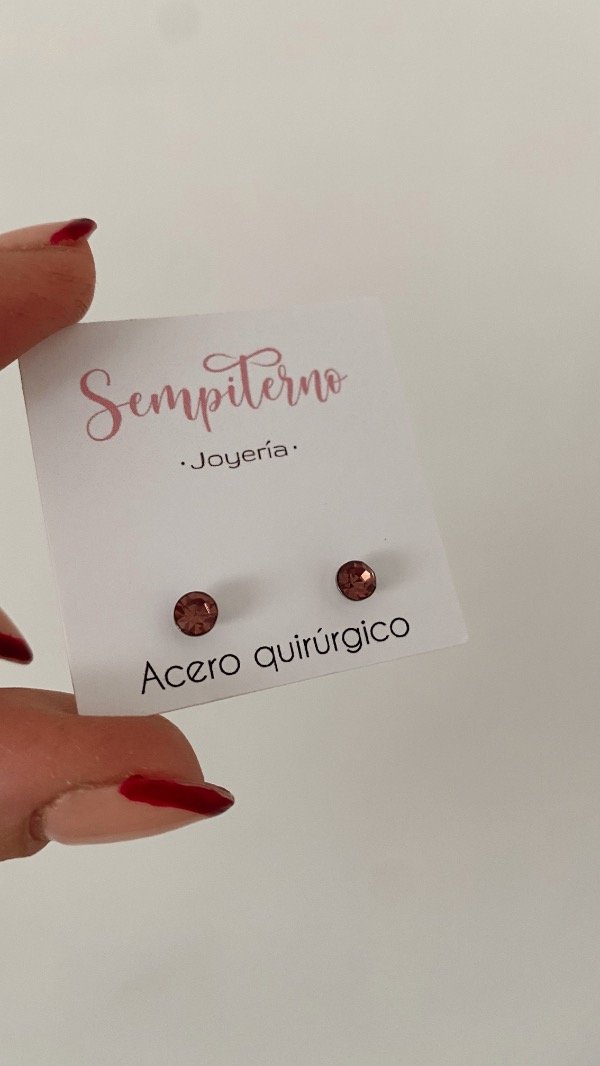 Sempiterno
·Joyería·
Acero quirúrgico